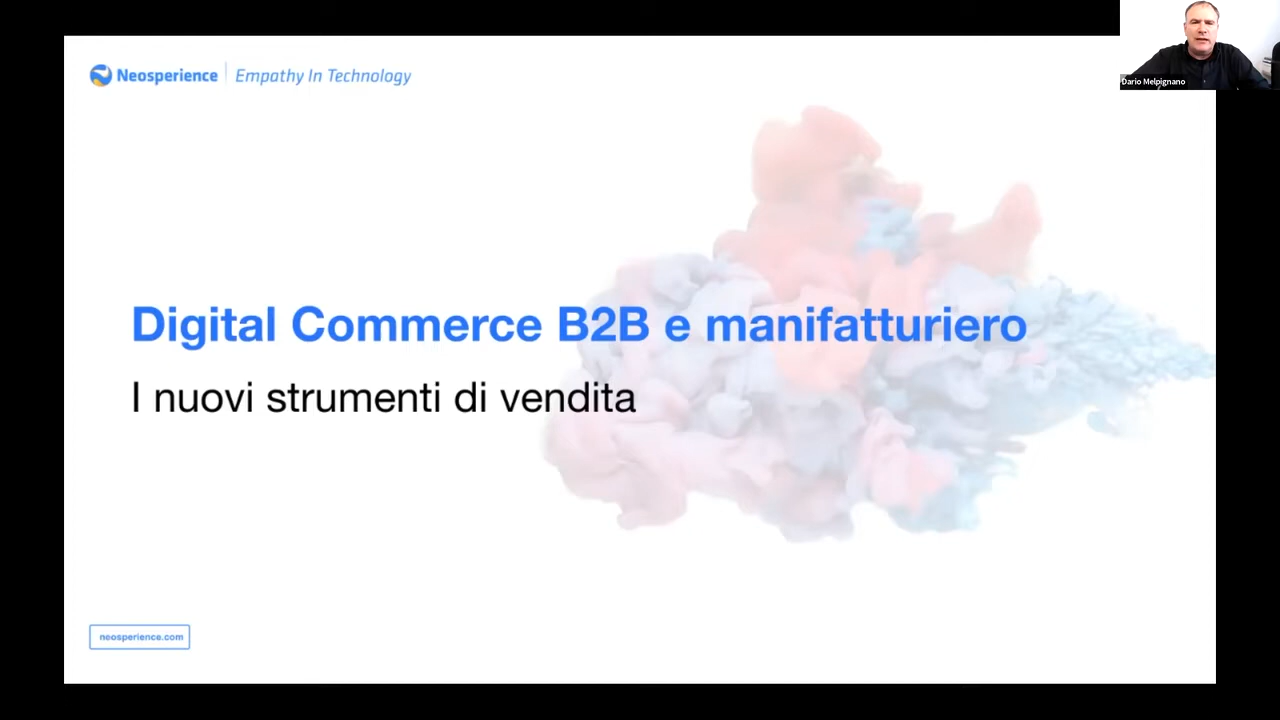 Neosperience | Empathy In Technology
Dario Melpignano
Digital Commerce B2B e manifatturiero
I nuovi strumenti di vendita
neosperience.com